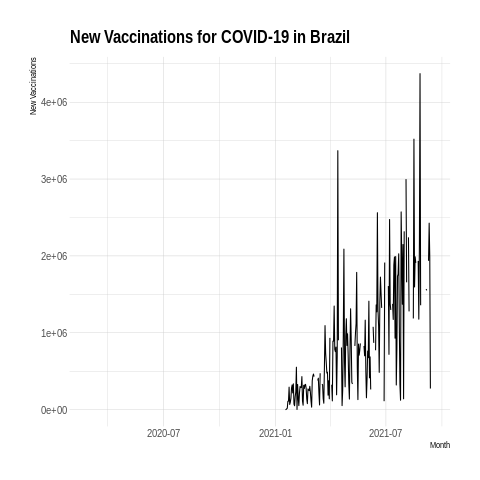 New Vaccinations for COVID-19 in Brazil
New Vaccinations
4e+06
3e+06
2e+06
1e+06
0e+00
2020-07 2021-01 2021-07
Month